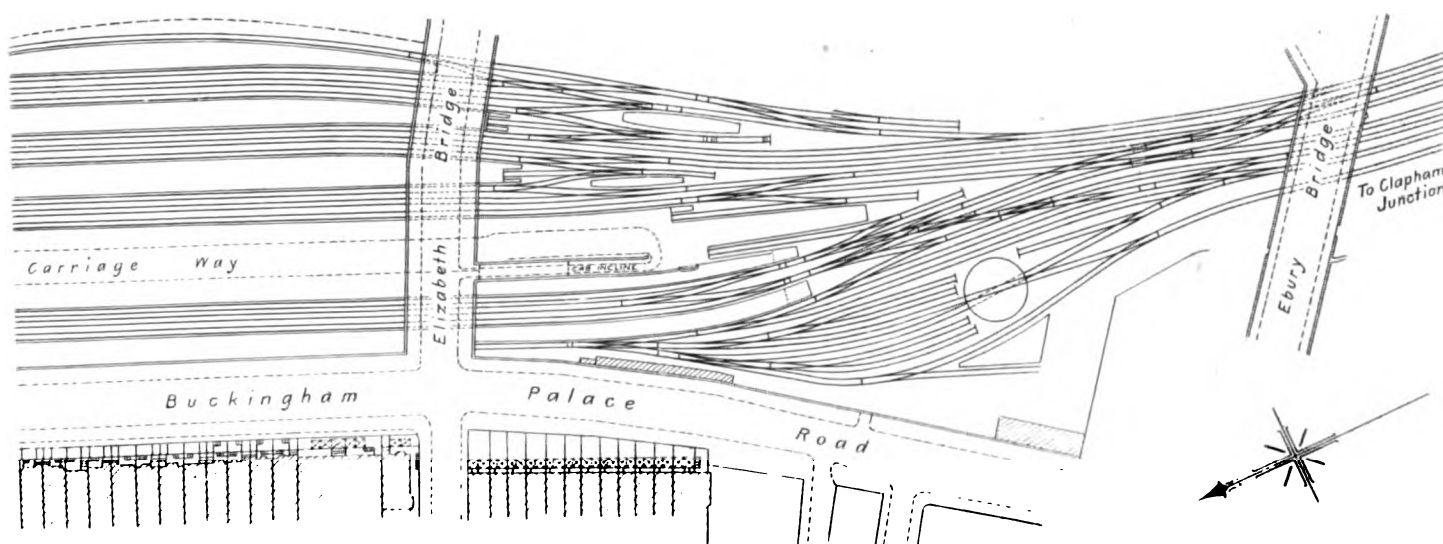 Elizabeth Bridge
Ebury Bridge
To Clapham
Junction
Carriage Way
CAB INCLINE
Buckingham Palace Road